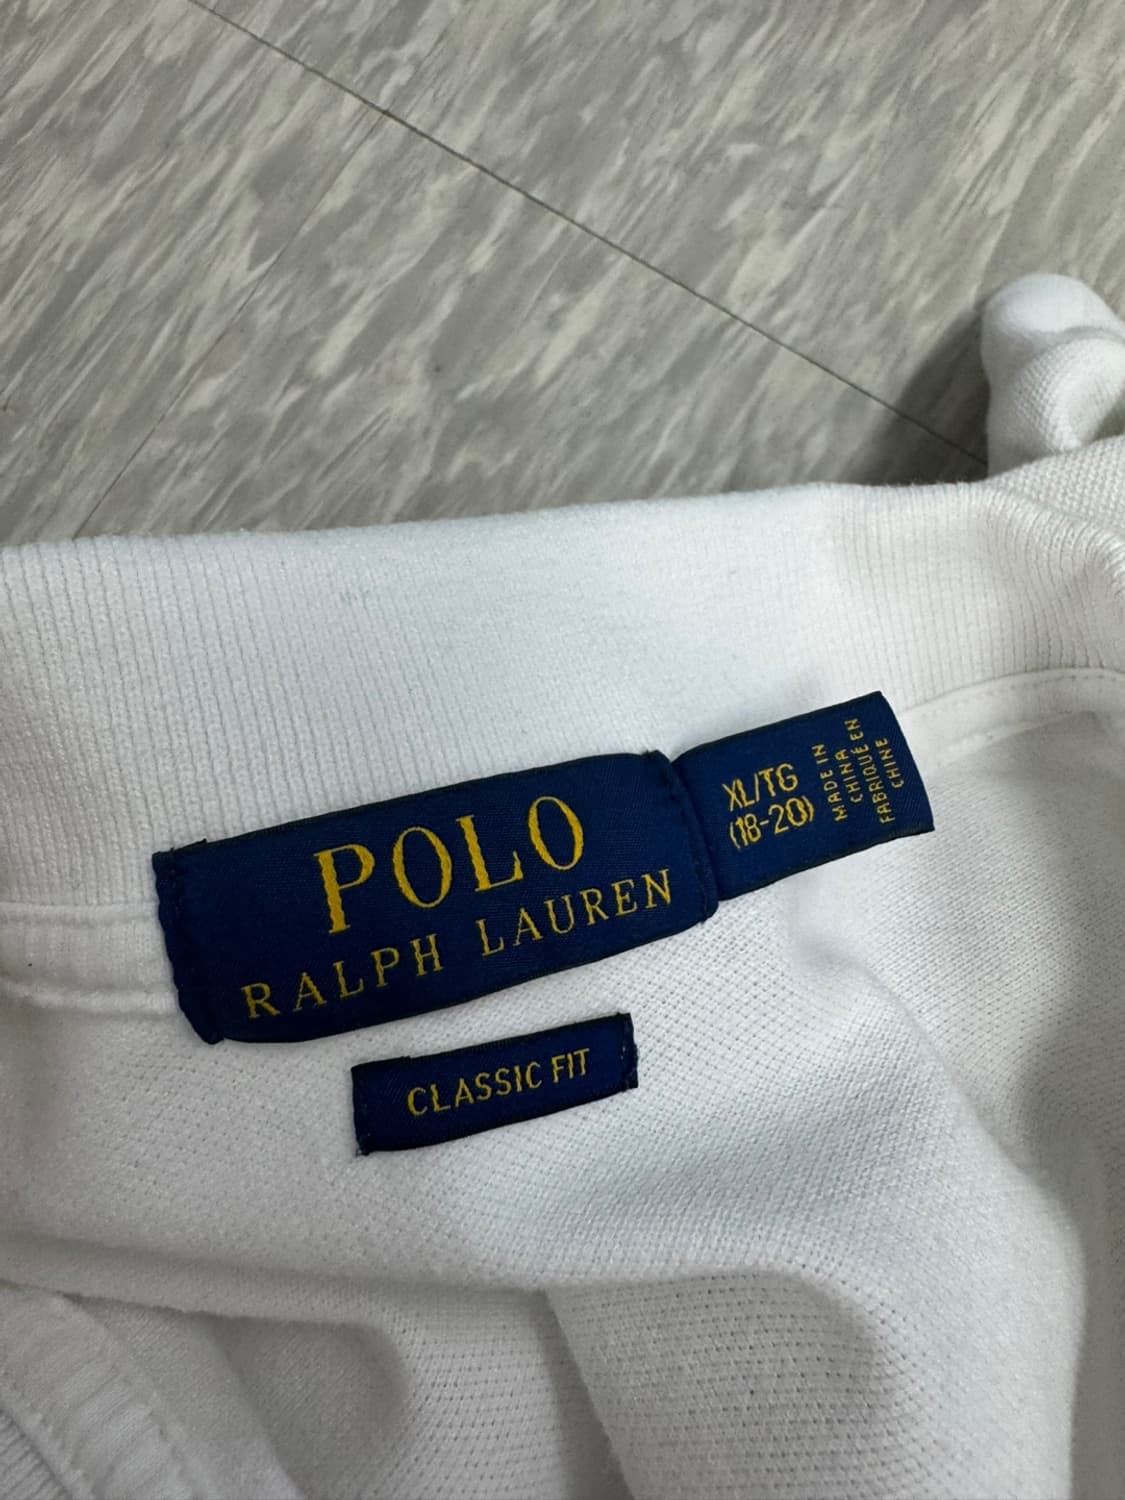 POLO
RALPH LAUREN
XL/TG
(18-20)
MADE IN
CHINA
FABRIQUÉ EN
CHINE
CLASSIC FIT